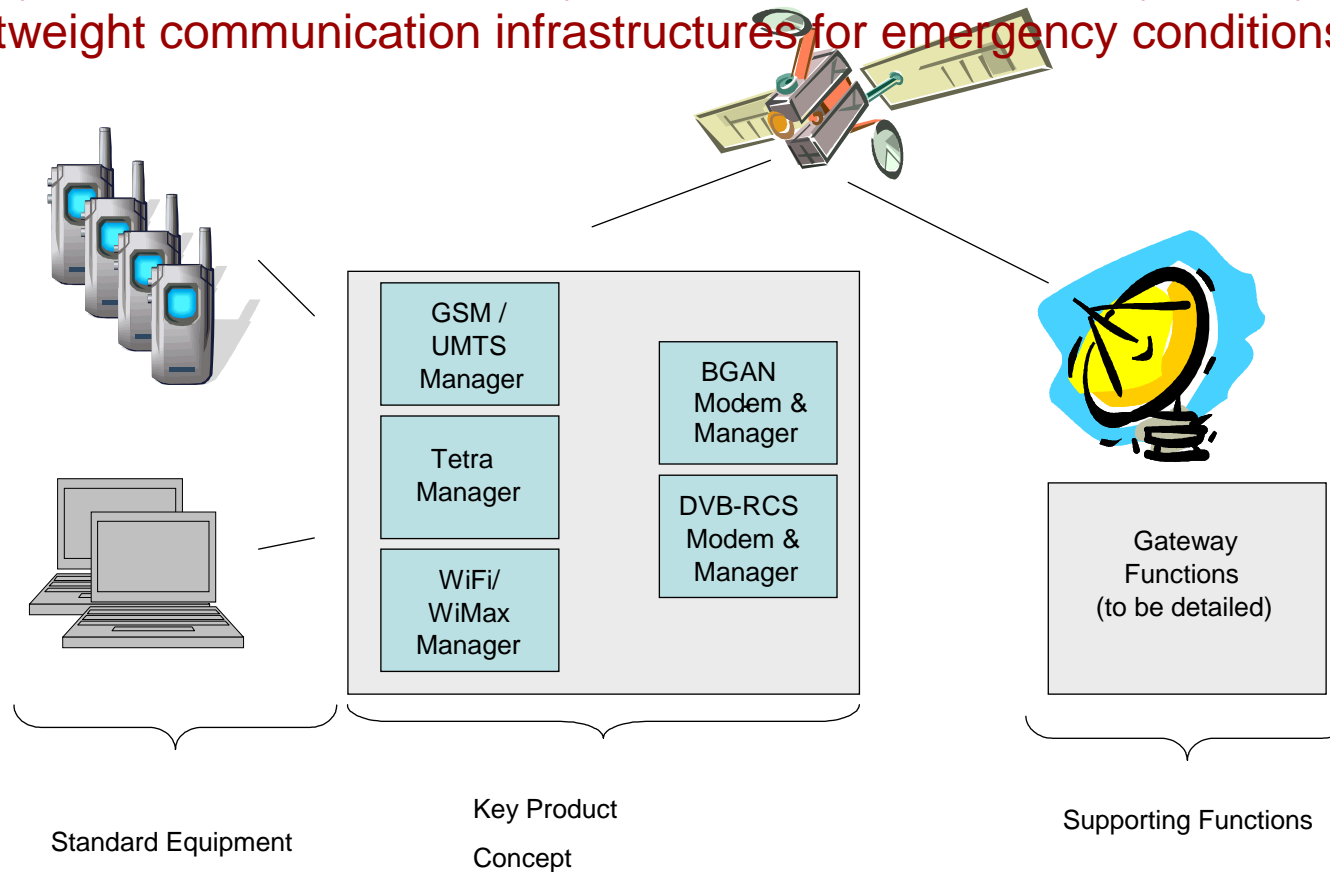 communication infrastructures for emergency conditions
GSM /
UMTS
Manager
Tetra
Manager
WiFi/
WiMax
Manager
BGAN
Modem &
Manager
DVB-RCS
Modem &
Manager
Gateway
Functions
(to be detailed)
Standard Equipment
Key Product
Concept
Supporting Functions